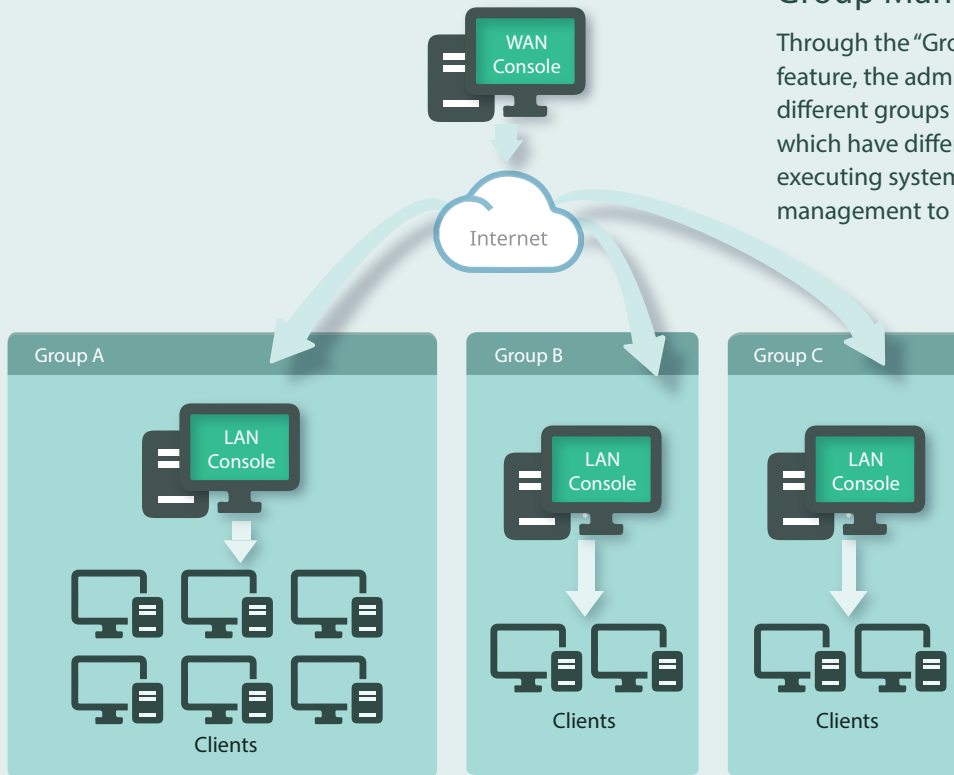 Group Man
Through the “Gro
feature, the adm
different groups
which have diffe
executing system
management to
WAN
Console
Internet
Group A
LAN
Console
Clients
Group B
LAN
Console
Clients
Group C
LAN
Console
Clients